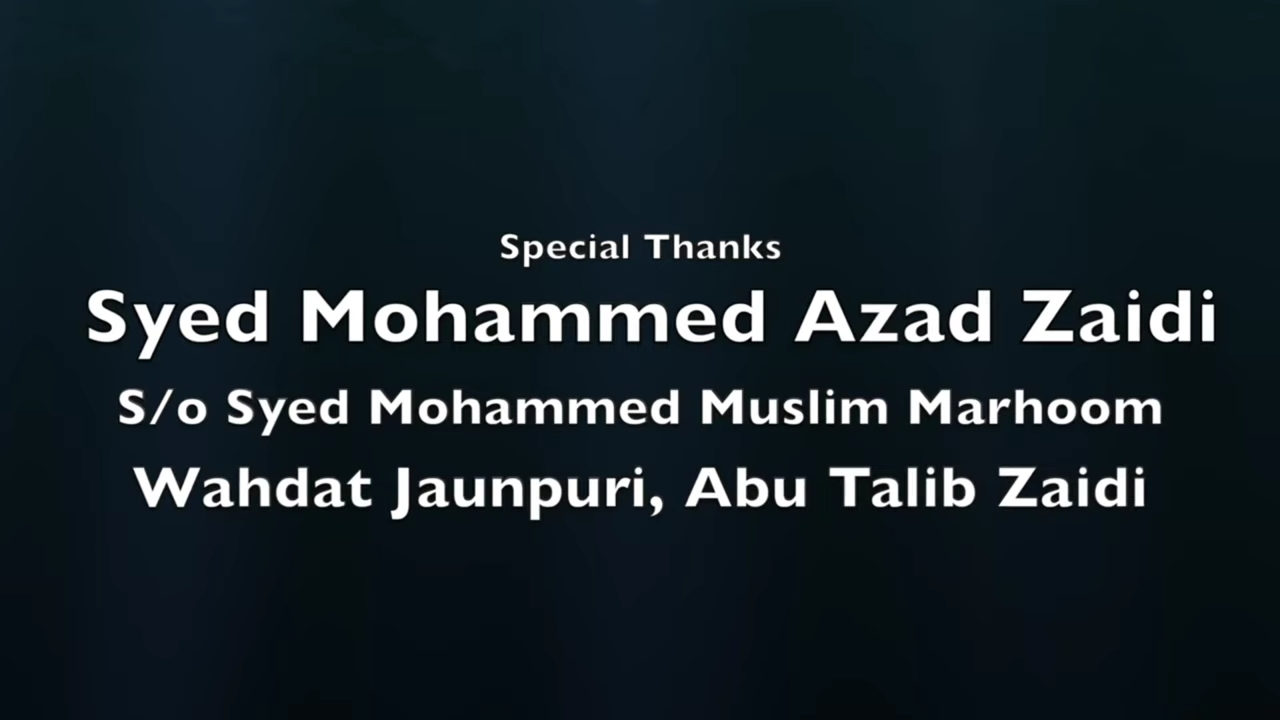 Special Thanks
Syed Mohammed Azad Zaidi
S/o Syed Mohammed Muslim Marhoom
Wahdat Jaunpuri, Abu Talib Zaidi